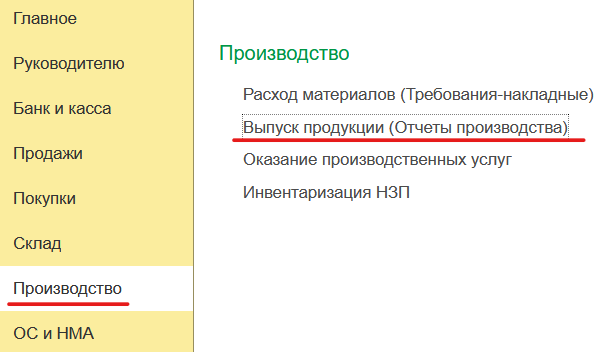 Главное
Руководителю
Банк и касса
Продажи
Покупки
Склад
Производство
ОС и НМА
Производство
Расход материалов (Требования-накладные)
Выпуск продукции (Отчеты производства)
Оказание производственных услуг
Инвентаризация НЗП